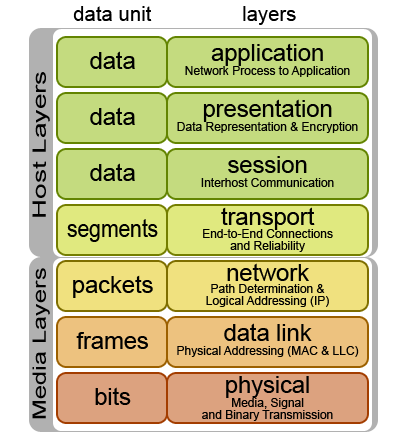 data unit layers
Host Layers
data application
Network Process to Application
data presentation
Data Representation & Encryption
data session
Interhost Communication
segments transport
End-to-End Connections
and Reliability
Media Layers
packets network
Path Determination &
Logical Addressing (IP)
frames data link
Physical Addressing (MAC & LLC)
bits physical
Media, Signal
and Binary Transmission